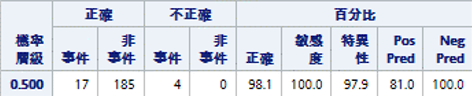 正確 不正確 百分比
機率層級 事件 非事件 事件 非事件 正確 敏感度 特異性 Pos Pred Neg Pred
0.500 17 185 4 0 98.1 100.0 97.9 81.0 100.0